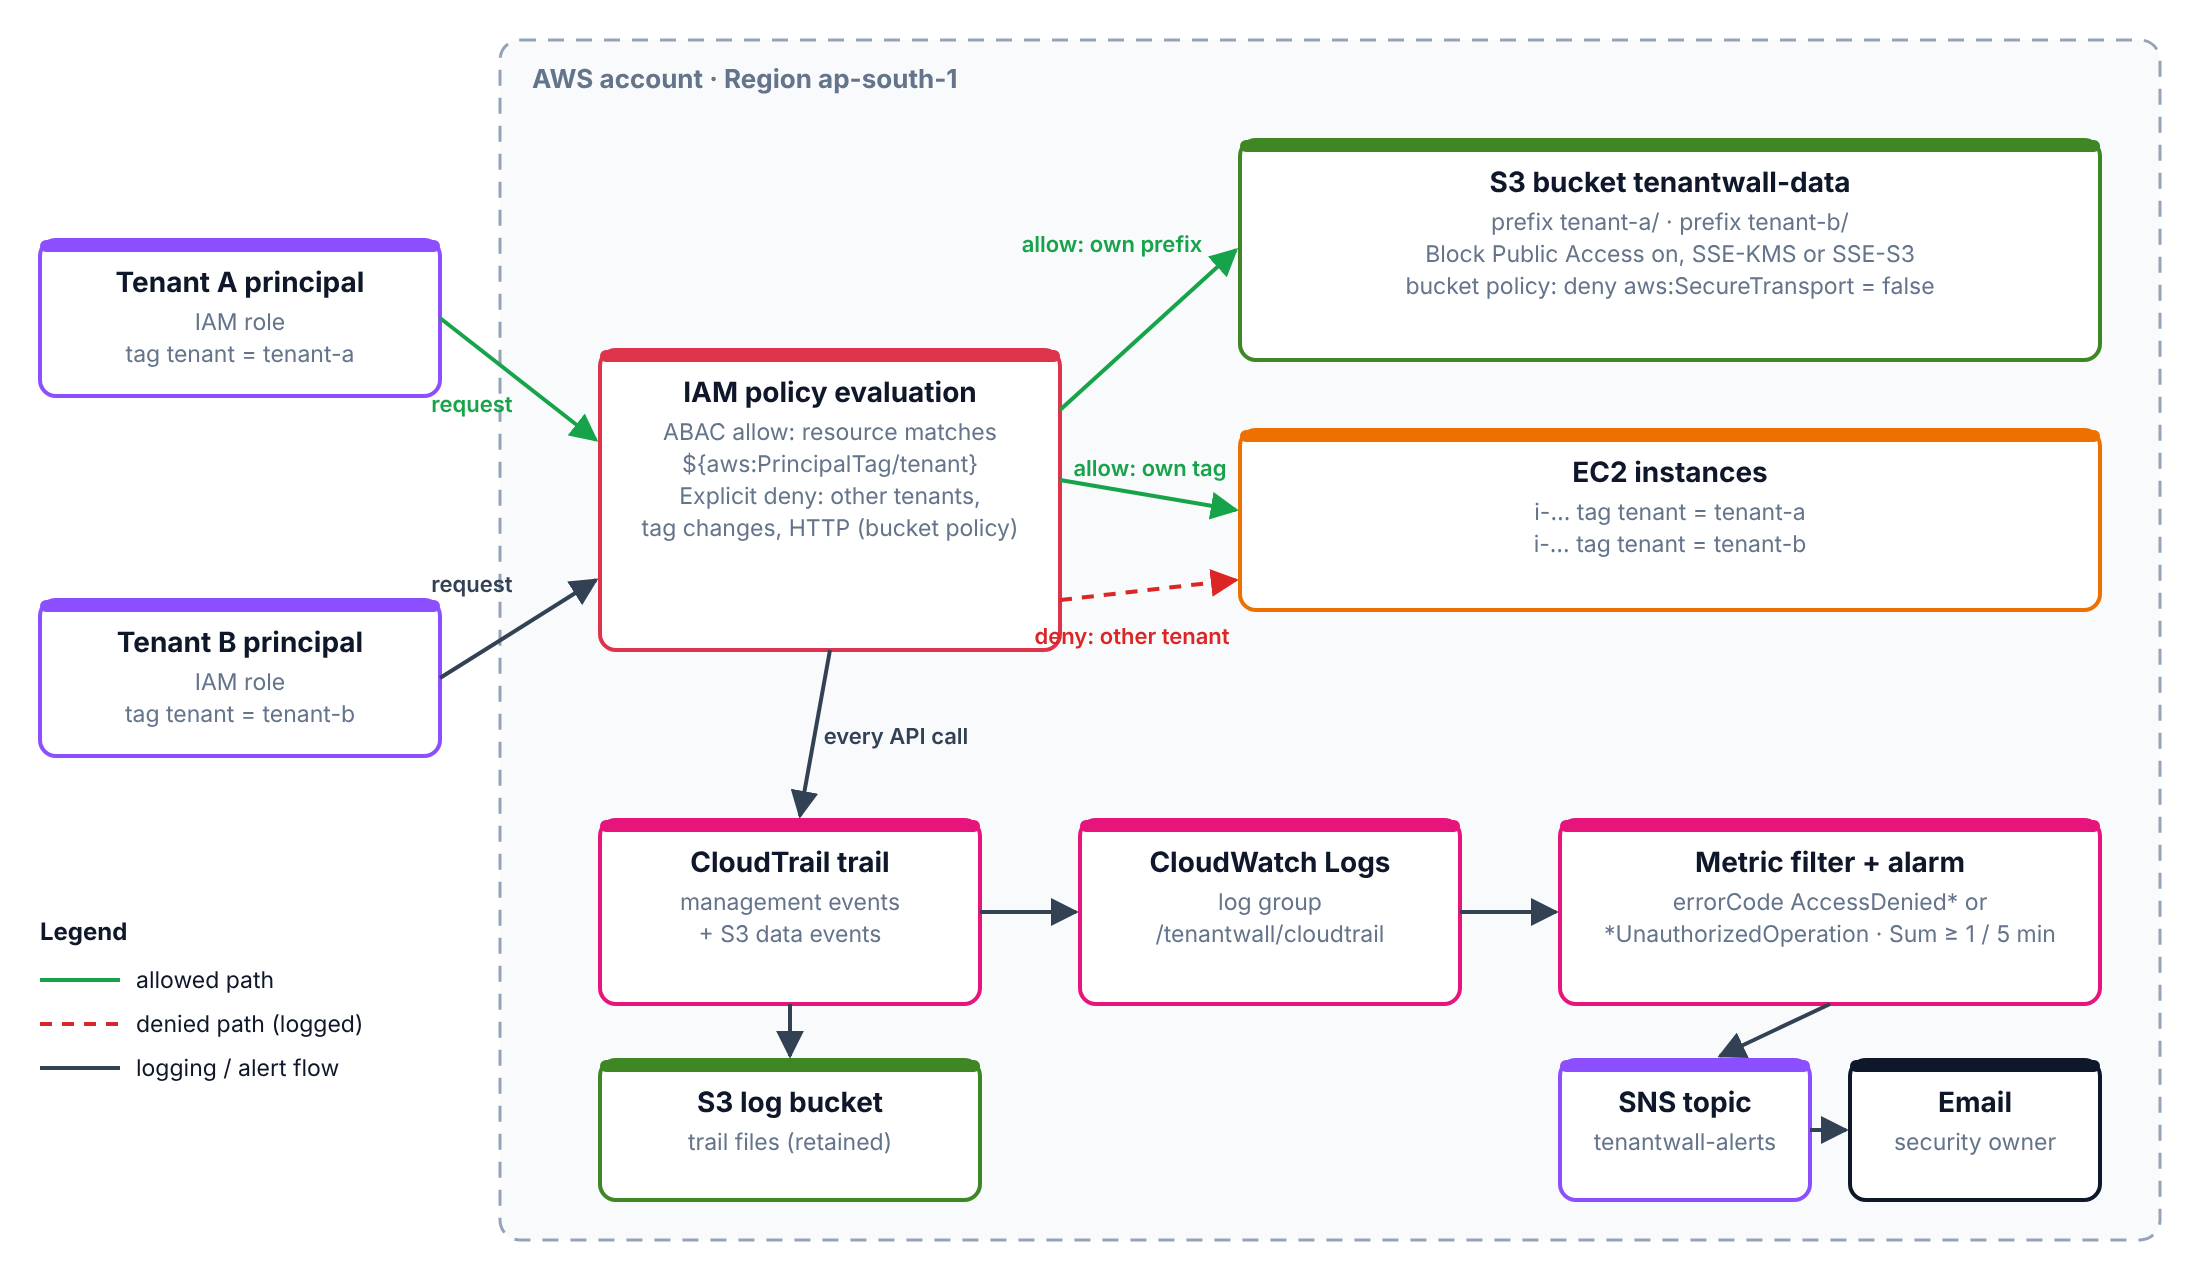 AWS account · Region ap-south-1
S3 bucket tenantwall-data
prefix tenant-a/ · prefix tenant-b/
Block Public Access on, SSE-KMS or SSE-S3
bucket policy: deny aws:SecureTransport = false
allow: own prefix
Tenant A principal
IAM role
tag tenant = tenant-a
request
IAM policy evaluation
ABAC allow: resource matches
${aws:PrincipalTag/tenant}
Explicit deny: other tenants,
tag changes, HTTP (bucket policy)
allow: own tag
EC2 instances
i-… tag tenant = tenant-a
i-… tag tenant = tenant-b
deny: other tenant
request
Tenant B principal
IAM role
tag tenant = tenant-b
every API call
CloudTrail trail
management events
+ S3 data events
CloudWatch Logs
log group
/tenantwall/cloudtrail
Metric filter + alarm
errorCode AccessDenied* or
*UnauthorizedOperation · Sum ≥ 1 / 5 min
Legend
allowed path
denied path (logged)
logging / alert flow
S3 log bucket
trail files (retained)
SNS topic
tenantwall-alerts
Email
security owner